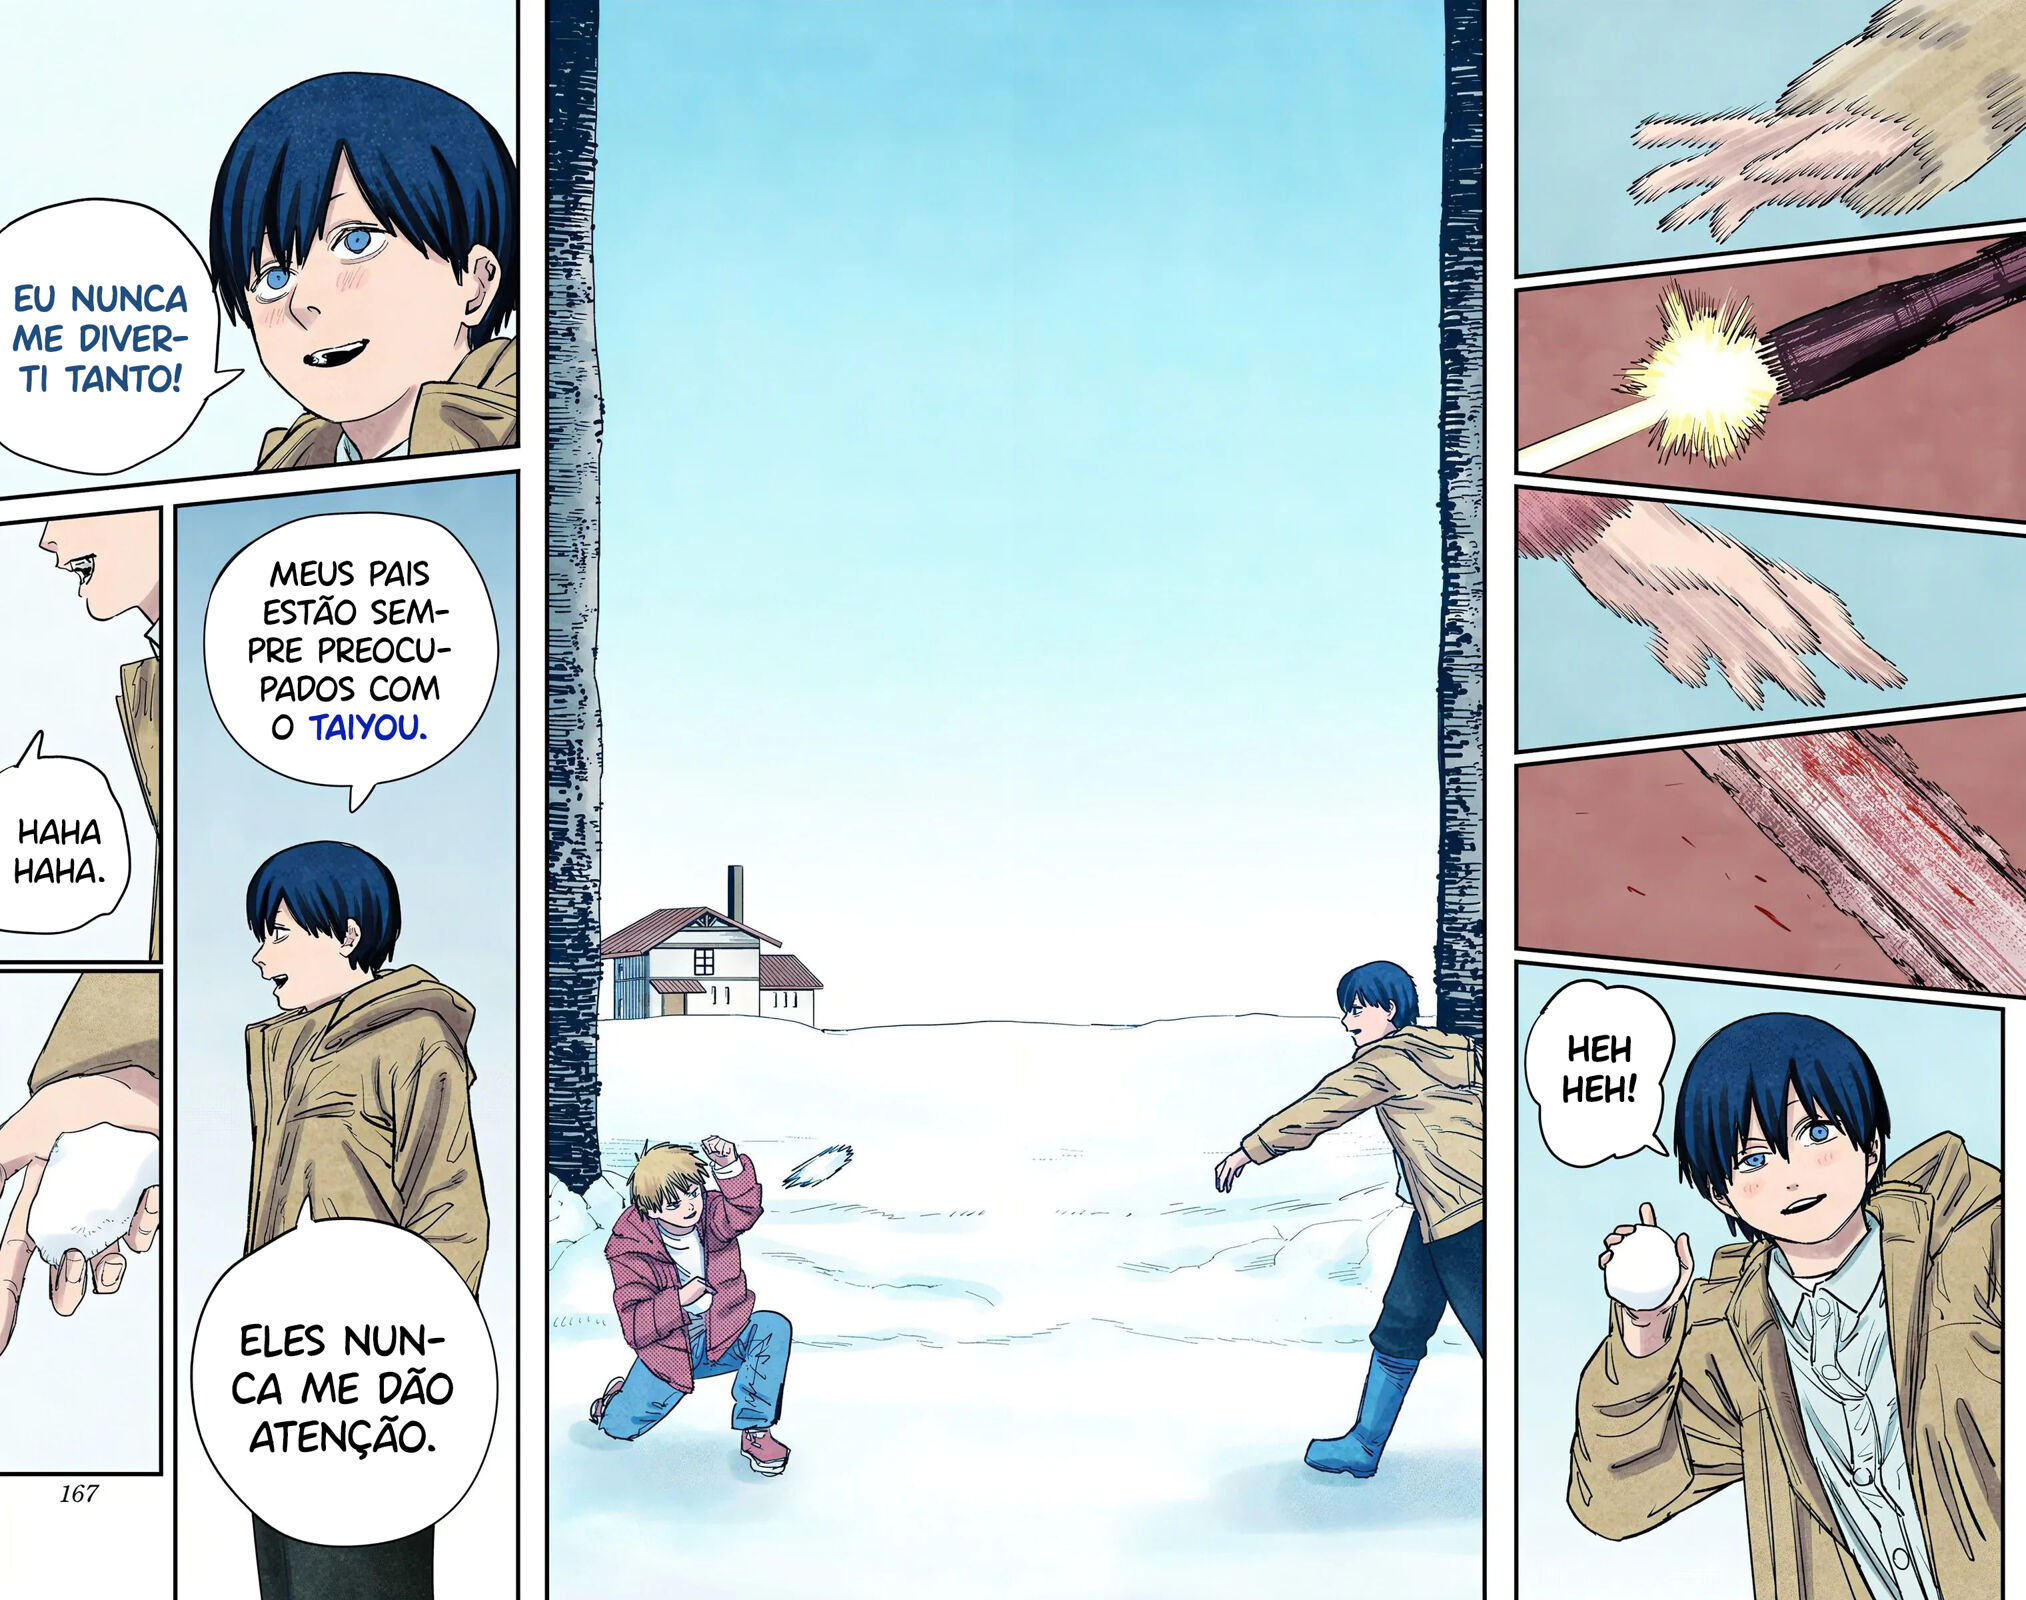 HEH
HEH!
EU NUNCA
ME DIVER-
TI TANTO!
MEUS PAIS
ESTÃO SEM-
PRE PREOCU-
PADOS COM
O TAIYOU.
ELES NUN-
CA ME DÃO
ATENÇÃO.
HAHA
HAHA.
167